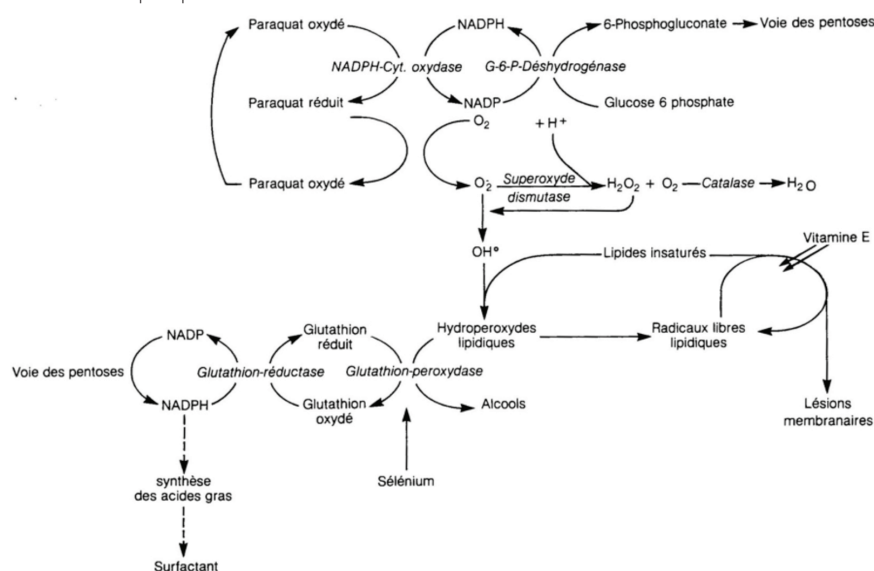 Paraquat oxydé
NADPH
6-Phosphogluconate
Voie des pentoses
NADPH-Cyt. oxydase
G-6-P-Déshydrogénase
Paraquat réduit
NADP
Glucose 6 phosphate
O₂
+ H⁺
Paraquat oxydé
O₂⁻
Superoxyde
dismutase
H₂O₂ + O₂
Catalase
H₂O
Vitamine E
OH°
Lipides insaturés
NADP
Glutathion
réduit
Hydroperoxydes
lipidiques
Radicaux libres
lipidiques
Voie des pentoses
Glutathion-réductase
Glutathion-peroxydase
NADPH
Glutathion
oxydé
Alcools
Lésions
membranaires
synthèse
des acides gras
Sélénium
Surfactant